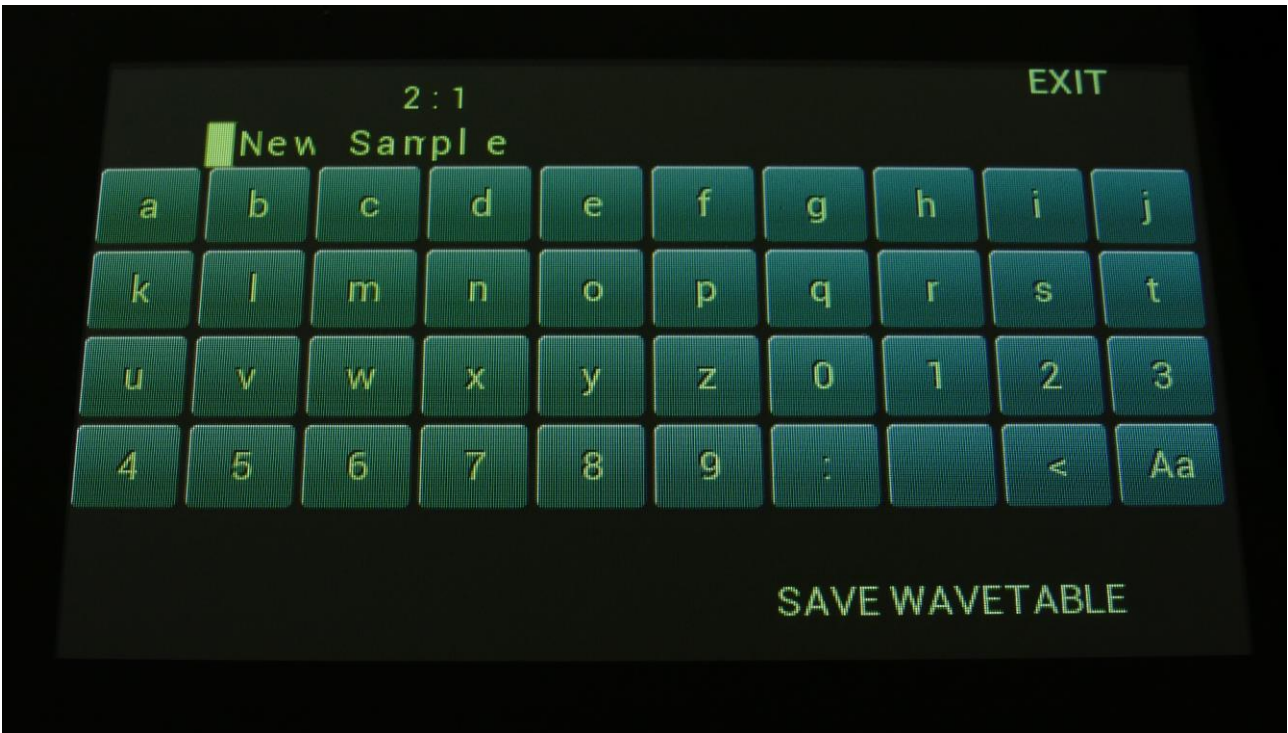 EXIT
2:1
New Sample
a b c d e f g h i j
k l m n o p q r s t
u v w x y z 0 1 2 3
4 5 6 7 8 9 : < Aa
SAVE WAVETABLE